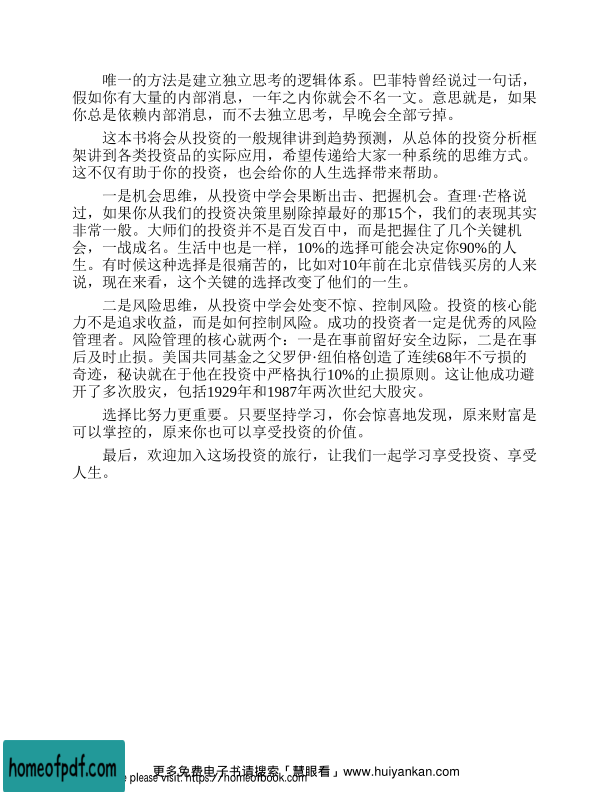 唯一的方法是建立独立思考的逻辑体系。巴菲特曾经说过一句话，
假如你有大量的内部消息，一年之内你就会不名一文。意思就是，如果
你总是依赖内部消息，而不去独立思考，早晚会全部亏掉。
这本书将会从投资的一般规律讲到趋势预测，从总体的投资分析框
架讲到各类投资品的实际应用，希望传递给大家一种系统的思维方式。
这不仅有助于你的投资，也会给你的人生选择带来帮助。
一是机会思维，从投资中学会果断出击、把握机会。查理·芒格说
过，如果你从我们的投资决策里剔除掉最好的那15个，我们的表现其实
非常一般。大师们的投资并不是百发百中，而是把握住了几个关键机
会，一战成名。生活中也是一样，10%的选择可能会决定你90%的人
生。有时候这种选择是很痛苦的，比如对10年前在北京借钱买房的人来
说，现在来看，这个关键的选择改变了他们的一生。
二是风险思维，从投资中学会处变不惊、控制风险。投资的核心能
力不是追求收益，而是如何控制风险。成功的投资者一定是优秀的风险
管理者。风险管理的核心就两个：一是在事前留好安全边际，二是在事
后及时止损。美国共同基金之父罗伊·纽伯格创造了连续68年不亏损的
奇迹，秘诀就在于他在投资中严格执行10%的止损原则。这让他成功避
开了多次股灾，包括1929年和1987年两次世纪大股灾。
选择比努力更重要。只要坚持学习，你会惊喜地发现，原来财富是
可以掌控的，原来你也可以享受投资的价值。
最后，欢迎加入这场投资的旅行，让我们一起学习享受投资、享受
人生。
更多免费电子书请搜索「慧眼看」www.huiyankan.com
please visit: https://homeofbook.com
homeofpdf.com